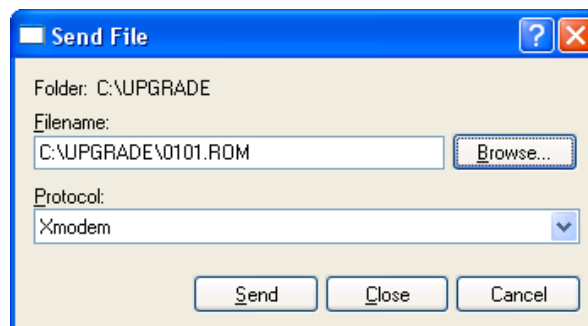 Send File
Folder: C:\UPGRADE
Filename:
C:\UPGRADE\0101.ROM
Browse...
Protocol:
Xmodem
Send Close Cancel